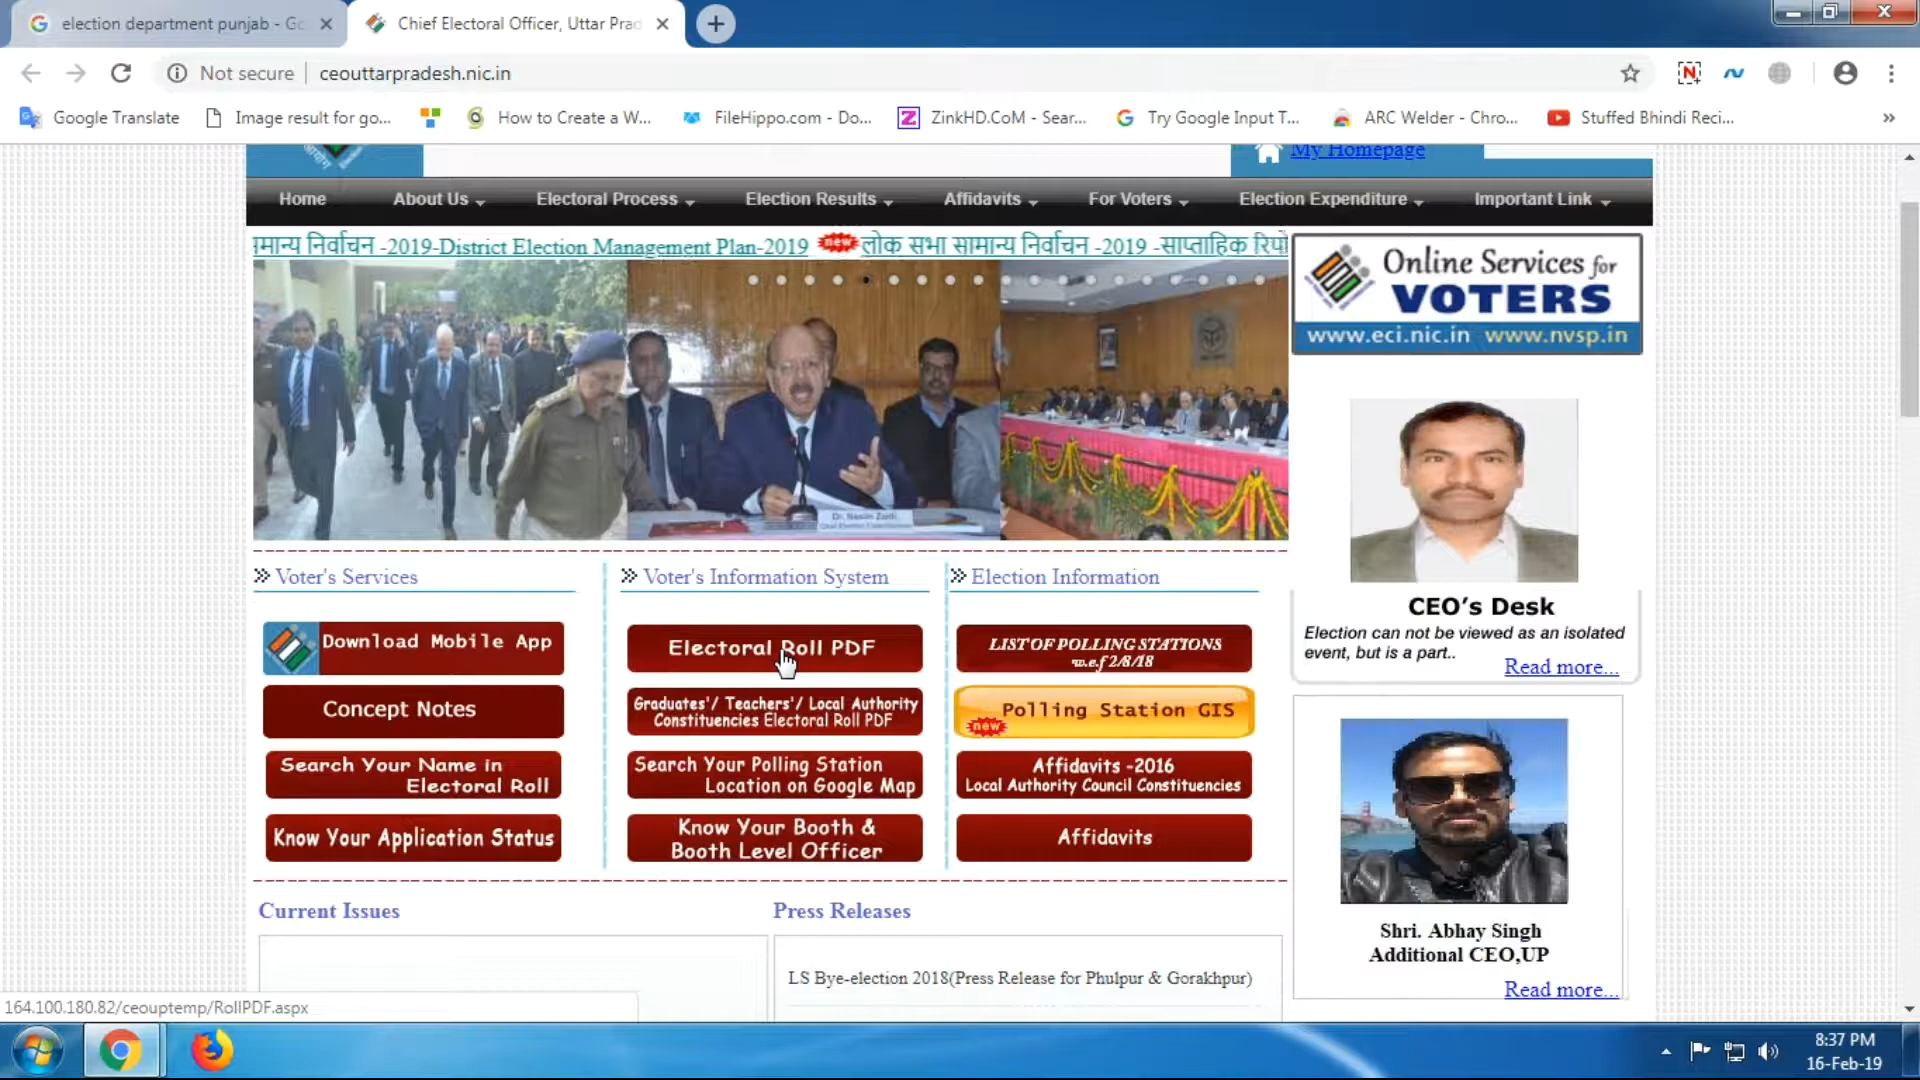 election department punjab - Go
Chief Electoral Officer, Uttar Prad
Not secure
ceouttarpradesh.nic.in
Google Translate
Image result for go...
How to Create a W...
FileHippo.com - Do...
ZinkHD.CoM - Sear...
Try Google Input T...
ARC Welder - Chro...
Stuffed Bhindi Reci...
»
आयोग
My Homepage
Home
About Us
Electoral Process
Election Results
Affidavits
For Voters
Election Expenditure
Important Link
मान्य निर्वाचन -2019-District Election Management Plan-2019 new लोक सभा सामान्य निर्वाचन -2019 -साप्ताहिक रिपो
Online Services for
VOTERS
www.eci.nic.in www.nvsp.in
Dr. Nasim Zaidi
Chief Election Commissioner
Voter's Services
Voter's Information System
Election Information
Download Mobile App
Concept Notes
Search Your Name in
Electoral Roll
Know Your Application Status
Electoral Roll PDF
Graduates'/ Teachers'/ Local Authority
Constituencies Electoral Roll PDF
Search Your Polling Station
Location on Google Map
Know Your Booth &
Booth Level Officer
LIST OF POLLING STATIONS
w.e.f 2/8/18
Polling Station GIS
new
Affidavits -2016
Local Authority Council Constituencies
Affidavits
CEO's Desk
Election can not be viewed as an isolated
event, but is a part..
Read more...
Shri. Abhay Singh
Additional CEO,UP
Read more...
Current Issues
Press Releases
LS Bye-election 2018(Press Release for Phulpur & Gorakhpur)
164.100.180.82/ceouptemp/RollPDF.aspx
8:37 PM
16-Feb-19